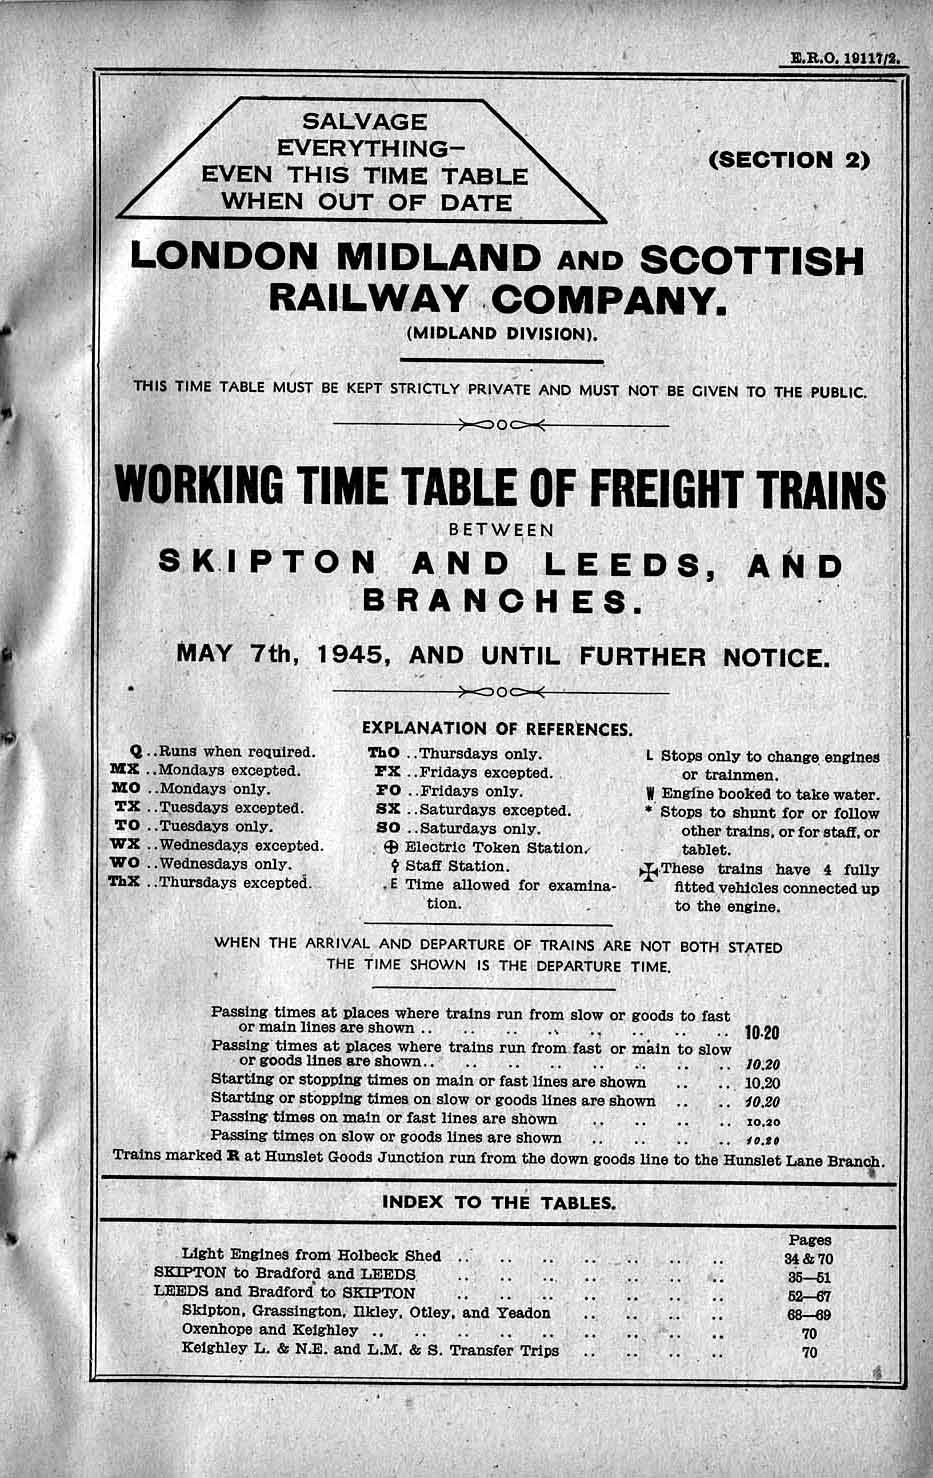 E.R.O. 19117/2.
SALVAGE
EVERYTHING—
EVEN THIS TIME TABLE
WHEN OUT OF DATE
(SECTION 2)
LONDON MIDLAND AND SCOTTISH
RAILWAY COMPANY.
(MIDLAND DIVISION).
THIS TIME TABLE MUST BE KEPT STRICTLY PRIVATE AND MUST NOT BE GIVEN TO THE PUBLIC.
WORKING TIME TABLE OF FREIGHT TRAINS
BETWEEN
SKIPTON AND LEEDS, AND
BRANCHES.
MAY 7th, 1945, AND UNTIL FURTHER NOTICE.
EXPLANATION OF REFERENCES.
Q ..Runs when required.
MX ..Mondays excepted.
MO ..Mondays only.
TX ..Tuesdays excepted.
TO ..Tuesdays only.
WX ..Wednesdays excepted.
WO ..Wednesdays only.
ThX ..Thursdays excepted.
ThO ..Thursdays only.
FX ..Fridays excepted.
FO ..Fridays only.
SX ..Saturdays excepted.
SO ..Saturdays only.
⊕ Electric Token Station.
⚲ Staff Station.
E Time allowed for examina-
tion.
L Stops only to change engines
or trainmen.
W Engine booked to take water.
* Stops to shunt for or follow
other trains, or for staff, or
tablet.
✠ These trains have 4 fully
fitted vehicles connected up
to the engine.
WHEN THE ARRIVAL AND DEPARTURE OF TRAINS ARE NOT BOTH STATED
THE TIME SHOWN IS THE DEPARTURE TIME.
Passing times at places where trains run from slow or goods to fast
or main lines are shown .. .. .. .. .. .. .. .. 10.20
Passing times at places where trains run from fast or main to slow
or goods lines are shown.. .. .. .. .. .. .. .. 10.20
Starting or stopping times on main or fast lines are shown .. .. 10.20
Starting or stopping times on slow or goods lines are shown .. .. 10.20
Passing times on main or fast lines are shown .. .. .. .. 10.20
Passing times on slow or goods lines are shown .. .. .. .. 10.20
Trains marked R at Hunslet Goods Junction run from the down goods line to the Hunslet Lane Branch.
INDEX TO THE TABLES.
Pages
Light Engines from Holbeck Shed .. .. .. .. .. .. .. 34 & 70
SKIPTON to Bradford and LEEDS .. .. .. .. .. .. .. 35—51
LEEDS and Bradford to SKIPTON .. .. .. .. .. .. .. 52—67
Skipton, Grassington, Ilkley, Otley, and Yeadon .. .. .. .. 68—69
Oxenhope and Keighley .. .. .. .. .. .. .. .. .. 70
Keighley L. & N.E. and L.M. & S. Transfer Trips .. .. .. .. 70